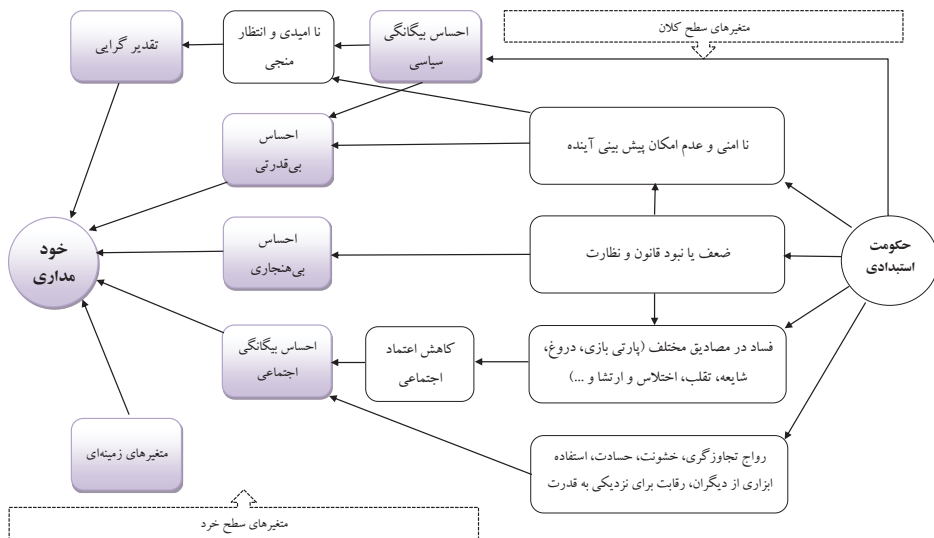 متغیرهای سطح کلان
احساس بیگانگی
سیاسی
نا امیدی و انتظار
منجی
تقدیر گرایی
نا امنی و عدم امکان پیش بینی آینده
احساس
بی‌قدرتی
حکومت
استبدادی
ضعف یا نبود قانون و نظارت
احساس
بی‌هنجاری
خود
مداری
فساد در مصادیق مختلف (پارتی بازی، دروغ،
شایعه، تقلب، اختلاس و ارتشا و ...)
کاهش اعتماد
اجتماعی
احساس بیگانگی
اجتماعی
رواج تجاوزگری، خشونت، حسادت، استفاده
ابزاری از دیگران، رقابت برای نزدیکی به قدرت
متغیرهای زمینه‌ای
متغیرهای سطح خرد